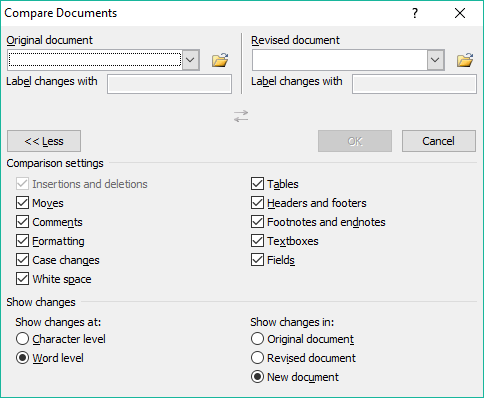 Compare Documents
Original document
Revised document
Label changes with
Label changes with
<< Less
OK
Cancel
Comparison settings
Insertions and deletions
Moves
Comments
Formatting
Case changes
White space
Tables
Headers and footers
Footnotes and endnotes
Textboxes
Fields
Show changes
Show changes at:
Character level
Word level
Show changes in:
Original document
Revised document
New document